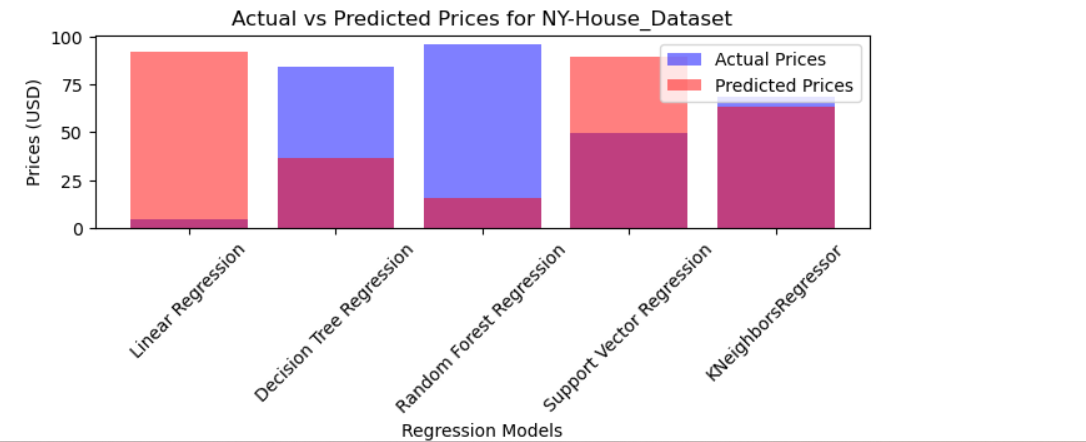 Actual vs Predicted Prices for NY-House_Dataset
Prices (USD)
100
75
50
25
0
Actual Prices
Predicted Prices
Linear Regression
Decision Tree Regression
Random Forest Regression
Support Vector Regression
KNeighborsRegressor
Regression Models